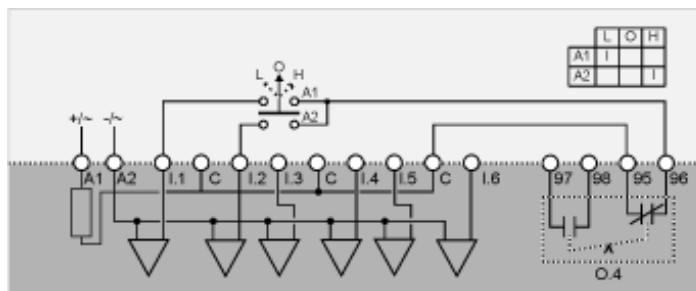 L O H
A1 I
A2 I
O
L H
A1
A2
+/~ -/~
A1 A2 I.1 C I.2 I.3 C I.4 I.5 C I.6 97 98 95 96
O.4